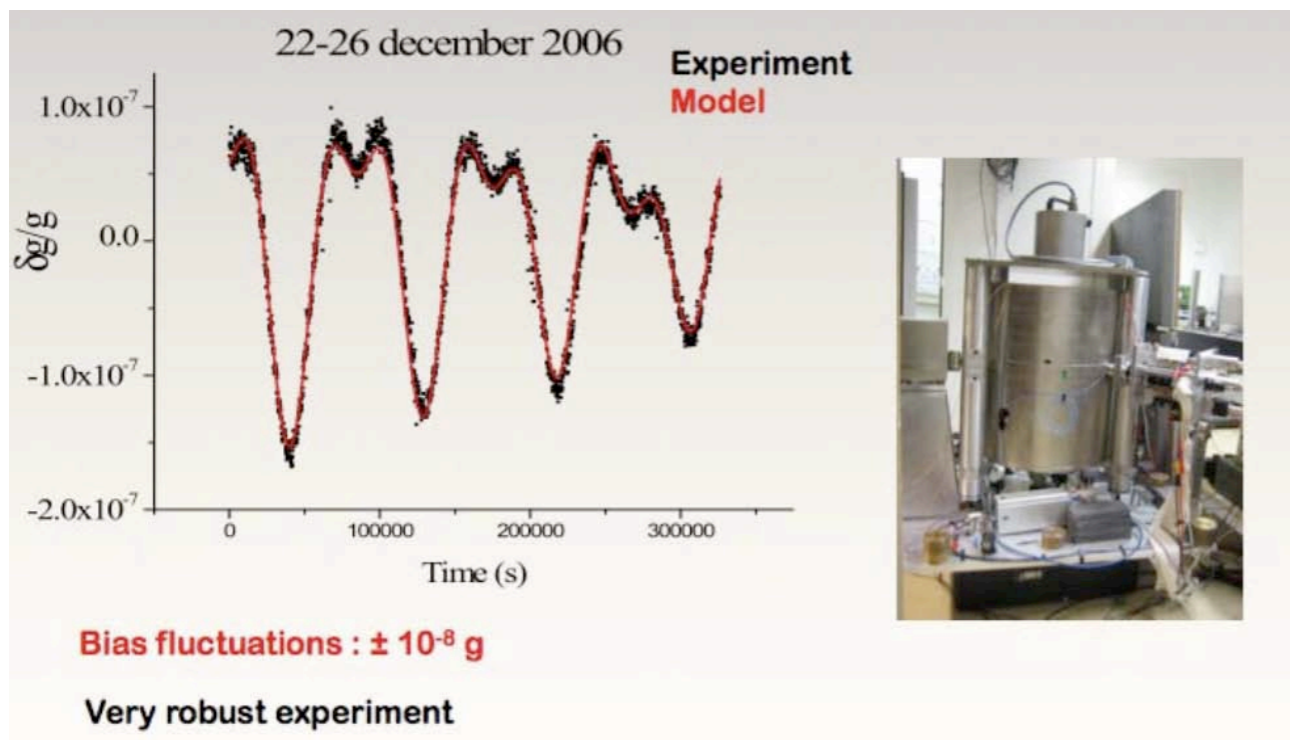 22-26 december 2006
Experiment
Model
1.0x10⁻⁷
0.0
-1.0x10⁻⁷
-2.0x10⁻⁷
δg/g
0 100000 200000 300000
Time (s)
Bias fluctuations : ± 10⁻⁸ g
Very robust experiment